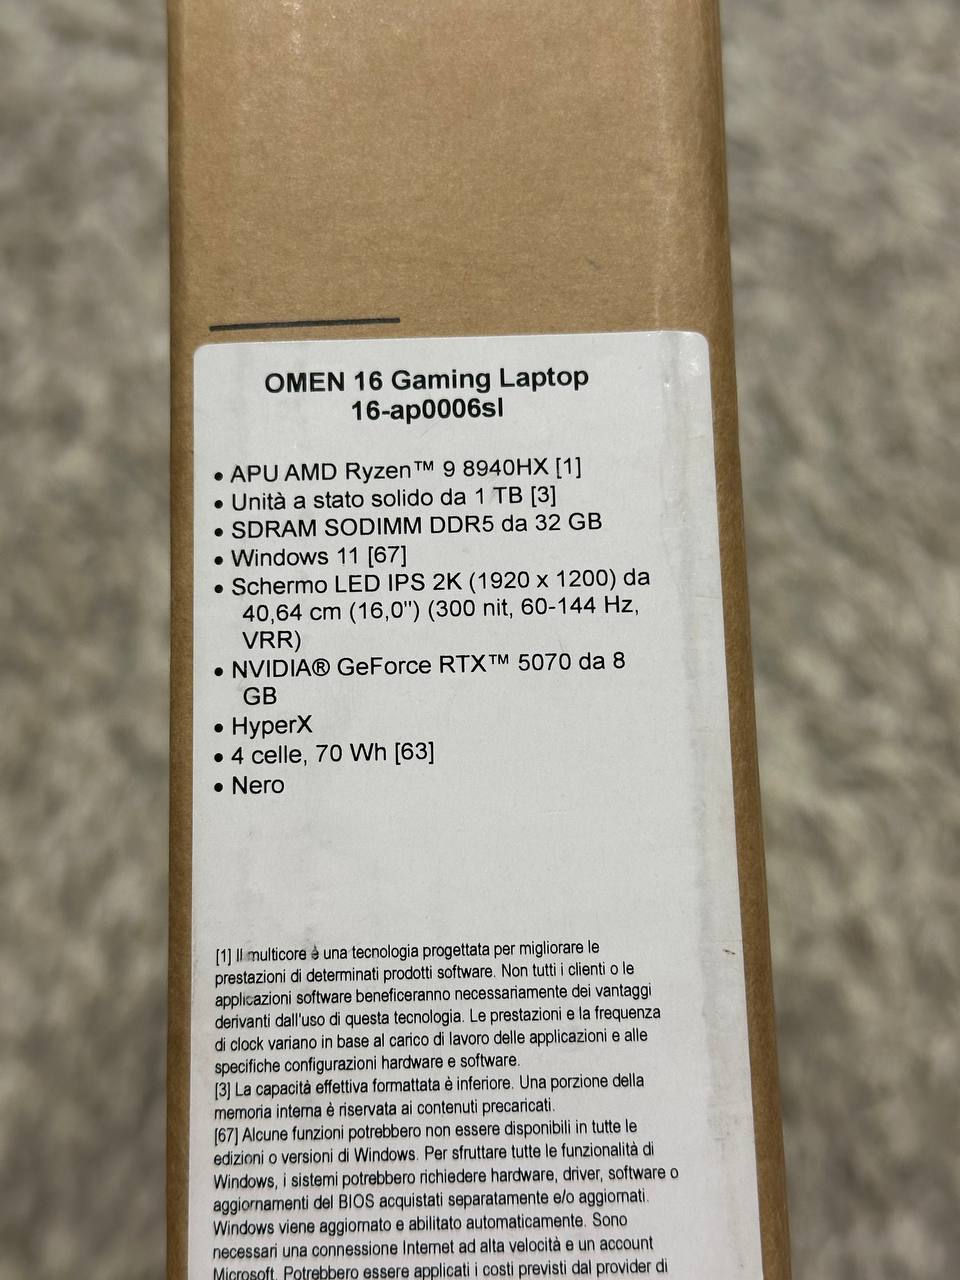 OMEN 16 Gaming Laptop
16-ap0006sl
• APU AMD Ryzen™ 9 8940HX [1]
• Unità a stato solido da 1 TB [3]
• SDRAM SODIMM DDR5 da 32 GB
• Windows 11 [67]
• Schermo LED IPS 2K (1920 x 1200) da
40,64 cm (16,0") (300 nit, 60-144 Hz,
VRR)
• NVIDIA® GeForce RTX™ 5070 da 8
GB
• HyperX
• 4 celle, 70 Wh [63]
• Nero
[1] Il multicore è una tecnologia progettata per migliorare le
prestazioni di determinati prodotti software. Non tutti i clienti o le
applicazioni software beneficeranno necessariamente dei vantaggi
derivanti dall'uso di questa tecnologia. Le prestazioni e la frequenza
di clock variano in base al carico di lavoro delle applicazioni e alle
specifiche configurazioni hardware e software.
[3] La capacità effettiva formattata è inferiore. Una porzione della
memoria interna è riservata ai contenuti precaricati.
[67] Alcune funzioni potrebbero non essere disponibili in tutte le
edizioni o versioni di Windows. Per sfruttare tutte le funzionalità di
Windows, i sistemi potrebbero richiedere hardware, driver, software o
aggiornamenti del BIOS acquistati separatamente e/o aggiornati.
Windows viene aggiornato e abilitato automaticamente. Sono
necessari una connessione Internet ad alta velocità e un account
Microsoft. Potrebbero essere applicati i costi previsti dal provider di